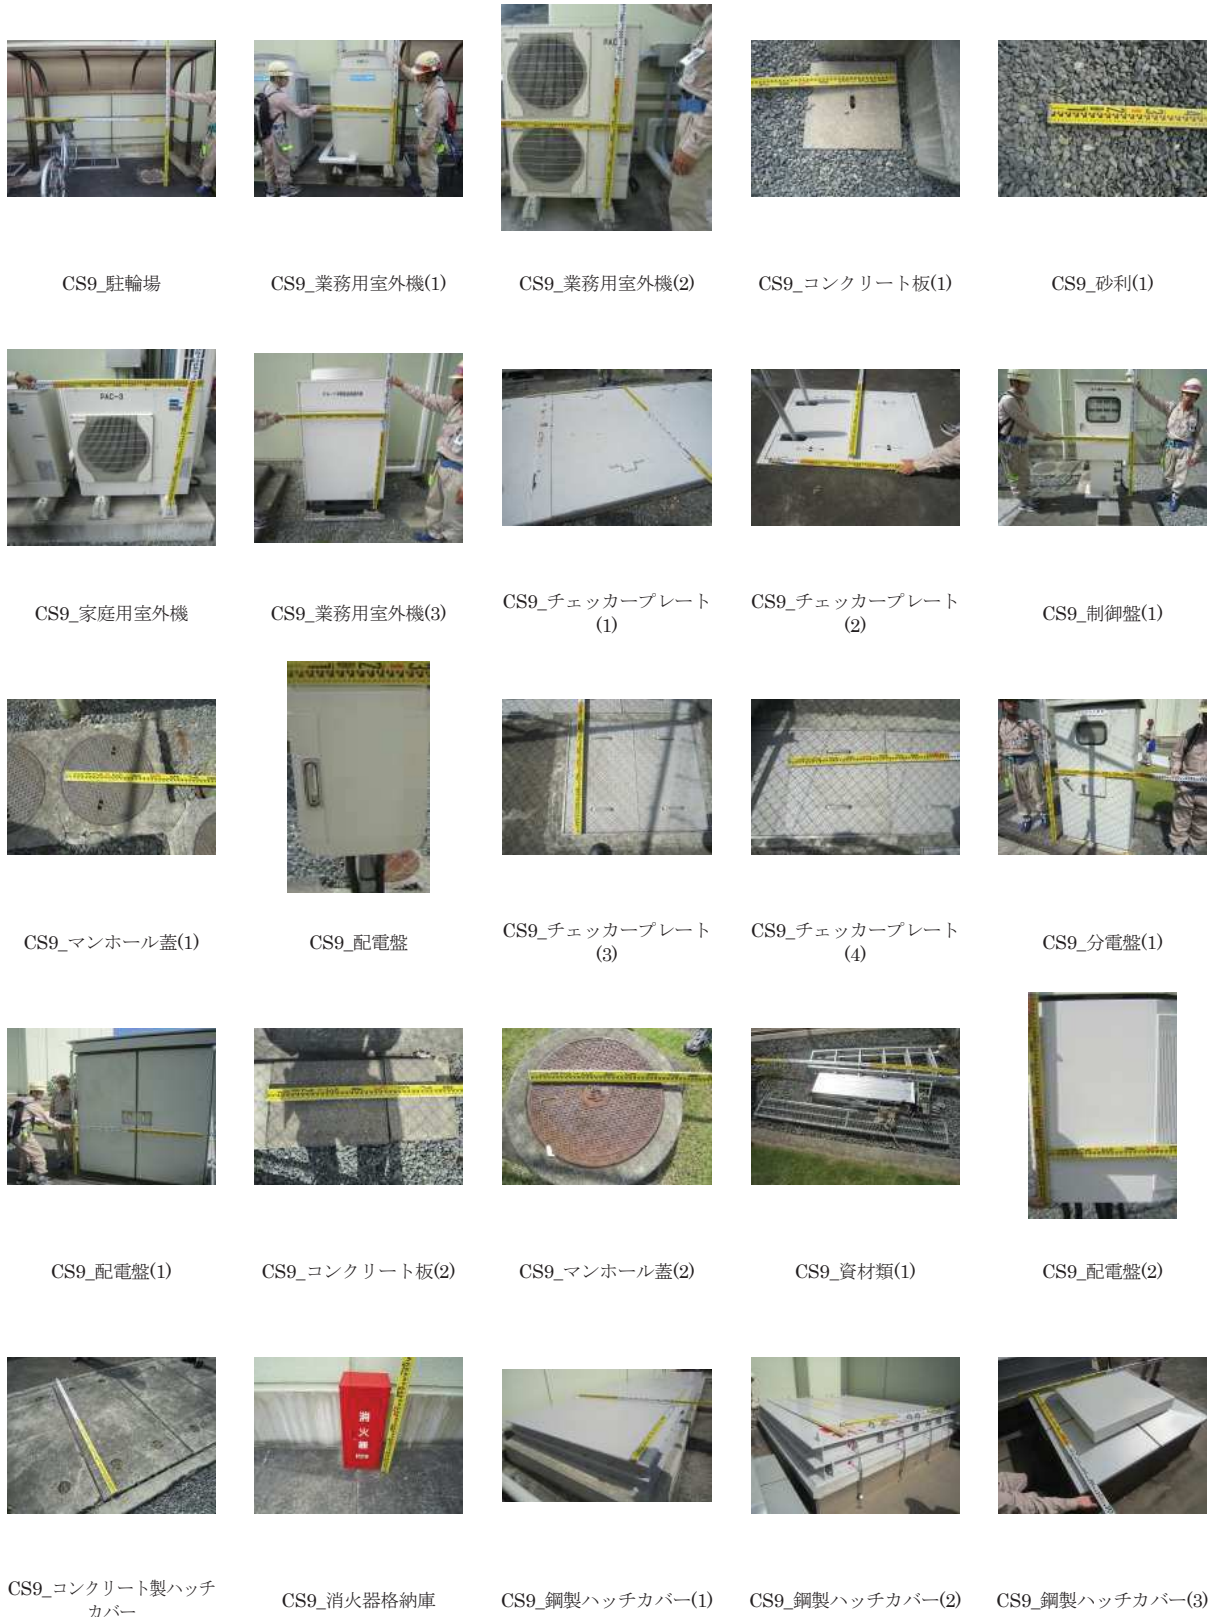 PAC-3
CS9_駐輪場
CS9_業務用室外機(1)
CS9_業務用室外機(2)
CS9_コンクリート板(1)
CS9_砂利(1)
PAC-3
CS9_家庭用室外機
CS9_業務用室外機(3)
CS9_チェッカープレート
(1)
CS9_チェッカープレート
(2)
CS9_制御盤(1)
CS9_マンホール蓋(1)
CS9_配電盤
CS9_チェッカープレート
(3)
CS9_チェッカープレート
(4)
CS9_分電盤(1)
CS9_配電盤(1)
CS9_コンクリート板(2)
CS9_マンホール蓋(2)
CS9_資材類(1)
CS9_配電盤(2)
消
火
器
CS9_コンクリート製ハッチ
カバー
CS9_消火器格納庫
CS9_鋼製ハッチカバー(1)
CS9_鋼製ハッチカバー(2)
CS9_鋼製ハッチカバー(3)